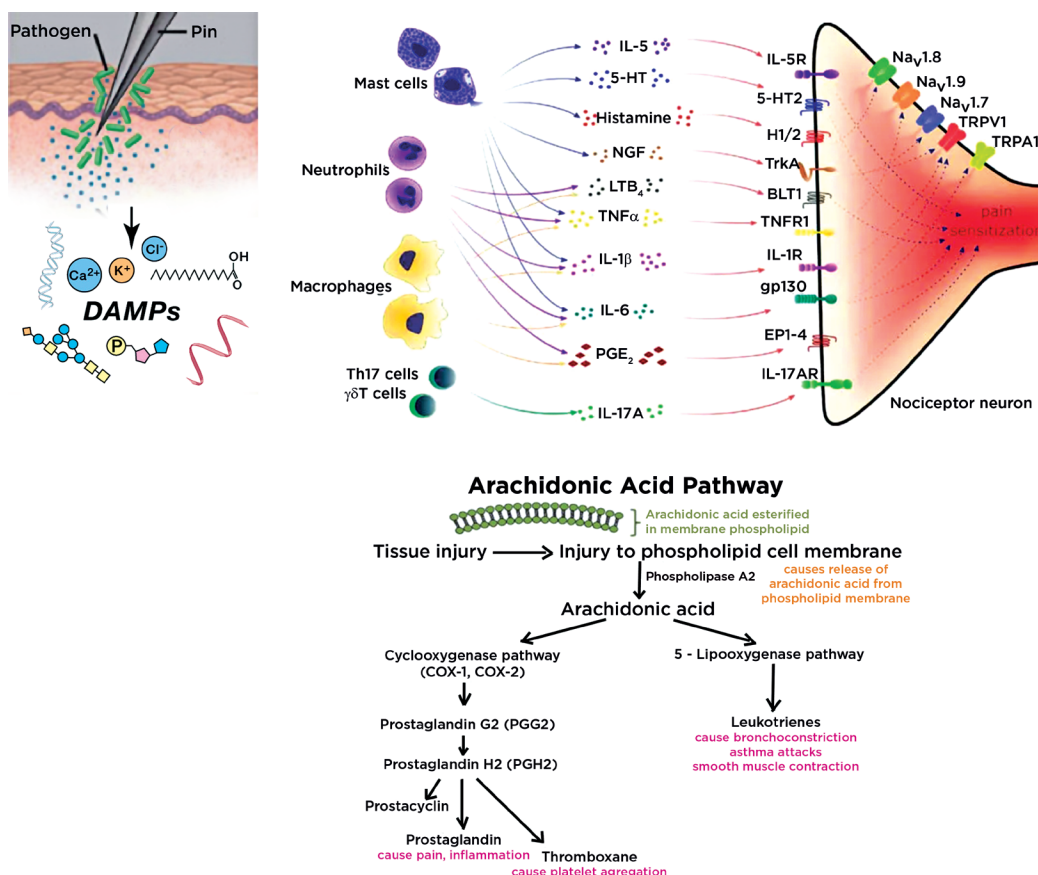 Pathogen
Pin
Cl-
Ca2+
K+
OH
O
DAMPs
P
Mast cells
Neutrophils
Macrophages
Th17 cells
γδT cells
IL-5
5-HT
Histamine
NGF
LTB4
TNFα
IL-1β
IL-6
PGE2
IL-17A
IL-5R
5-HT2
H1/2
TrkA
BLT1
TNFR1
IL-1R
gp130
EP1-4
IL-17AR
NaV1.8
NaV1.9
NaV1.7
TRPV1
TRPA1
pain
sensitization
Nociceptor neuron
Arachidonic Acid Pathway
Arachidonic acid esterified
in membrane phospholipid
Tissue injury
Injury to phospholipid cell membrane
Phospholipase A2
causes release of
arachidonic acid from
phospholipid membrane
Arachidonic acid
Cyclooxygenase pathway
(COX-1, COX-2)
5 - Lipooxygenase pathway
Prostaglandin G2 (PGG2)
Leukotrienes
cause bronchoconstriction
asthma attacks
smooth muscle contraction
Prostaglandin H2 (PGH2)
Prostacyclin
Prostaglandin
cause pain, inflammation
Thromboxane
cause platelet agregation